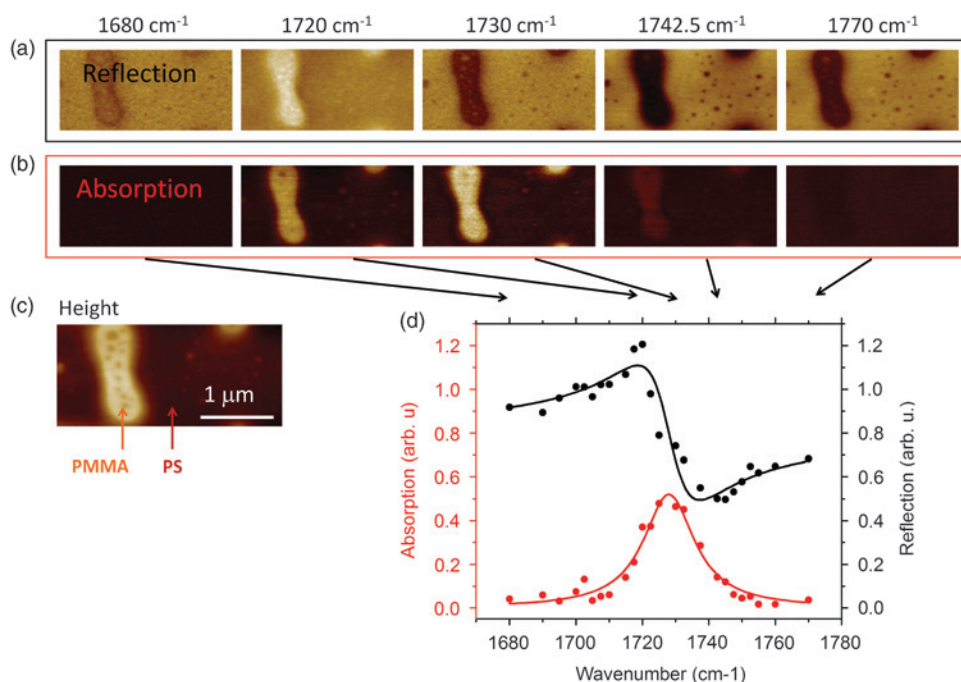 1680 cm⁻¹ 1720 cm⁻¹ 1730 cm⁻¹ 1742.5 cm⁻¹ 1770 cm⁻¹
(a)
Reflection
(b)
Absorption
(c)
Height
1 μm
PMMA PS
(d)
Absorption (arb. u)
1.2
1.0
0.8
0.6
0.4
0.2
0.0
1.2
1.0
0.8
0.6
0.4
0.2
0.0
Reflection (arb. u.)
1680 1700 1720 1740 1760 1780
Wavenumber (cm-1)